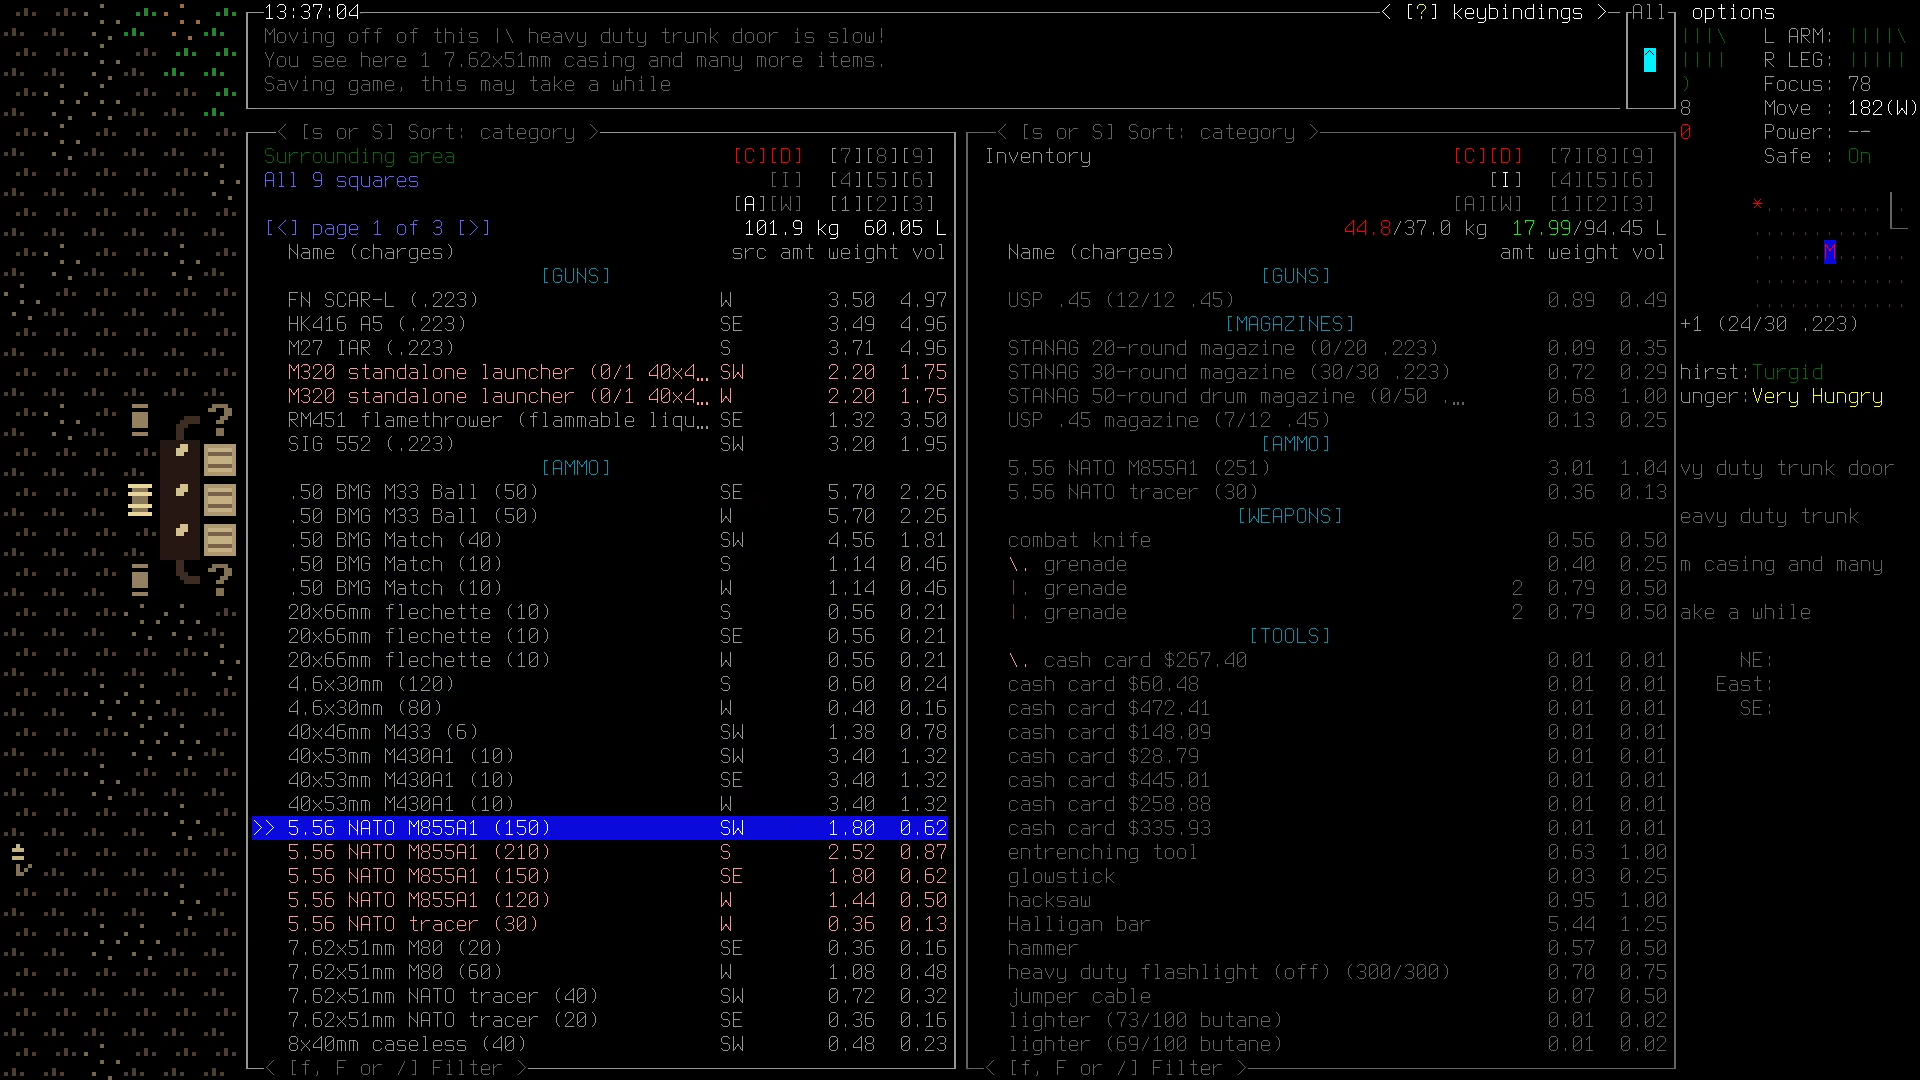 13:37:04 < [?] keybindings > All options
Moving off of this |\ heavy duty trunk door is slow!
You see here 1 7.62x51mm casing and many more items.
Saving game, this may take a while
^
L ARM:
R LEG:
Focus: 78
8 Move : 182(W)
0 Power: --
Safe : On
M
+1 (24/30 .223)
hirst:Turgid
unger:Very Hungry
vy duty trunk door
eavy duty trunk
m casing and many
ake a while
NE:
East:
SE:
< [s or S] Sort: category >
Surrounding area [C][D] [7][8][9]
All 9 squares [I] [4][5][6]
[A][W] [1][2][3]
[<] page 1 of 3 [>] 101.9 kg 60.05 L
Name (charges) src amt weight vol
[GUNS]
FN SCAR-L (.223) W 3.50 4.97
HK416 A5 (.223) SE 3.49 4.96
M27 IAR (.223) S 3.71 4.96
M320 standalone launcher (0/1 40x4… SW 2.20 1.75
M320 standalone launcher (0/1 40x4… W 2.20 1.75
RM451 flamethrower (flammable liqu… SE 1.32 3.50
SIG 552 (.223) SW 3.20 1.95
[AMMO]
.50 BMG M33 Ball (50) SE 5.70 2.26
.50 BMG M33 Ball (50) W 5.70 2.26
.50 BMG Match (40) SW 4.56 1.81
.50 BMG Match (10) S 1.14 0.46
.50 BMG Match (10) W 1.14 0.46
20x66mm flechette (10) S 0.56 0.21
20x66mm flechette (10) SE 0.56 0.21
20x66mm flechette (10) W 0.56 0.21
4.6x30mm (120) S 0.60 0.24
4.6x30mm (80) W 0.40 0.16
40x46mm M433 (6) SW 1.38 0.78
40x53mm M430A1 (10) SW 3.40 1.32
40x53mm M430A1 (10) SE 3.40 1.32
40x53mm M430A1 (10) W 3.40 1.32
>> 5.56 NATO M855A1 (150) SW 1.80 0.62
5.56 NATO M855A1 (210) S 2.52 0.87
5.56 NATO M855A1 (150) SE 1.80 0.62
5.56 NATO M855A1 (120) W 1.44 0.50
5.56 NATO tracer (30) W 0.36 0.13
7.62x51mm M80 (20) SE 0.36 0.16
7.62x51mm M80 (60) W 1.08 0.48
7.62x51mm NATO tracer (40) SW 0.72 0.32
7.62x51mm NATO tracer (20) SE 0.36 0.16
8x40mm caseless (40) SW 0.48 0.23
< [f, F or /] Filter >
< [s or S] Sort: category >
Inventory [C][D] [7][8][9]
[I] [4][5][6]
[A][W] [1][2][3]
44.8/37.0 kg 17.99/94.45 L
Name (charges) amt weight vol
[GUNS]
USP .45 (12/12 .45) 0.89 0.49
[MAGAZINES]
STANAG 20-round magazine (0/20 .223) 0.09 0.35
STANAG 30-round magazine (30/30 .223) 0.72 0.29
STANAG 50-round drum magazine (0/50 .… 0.68 1.00
USP .45 magazine (7/12 .45) 0.13 0.25
[AMMO]
5.56 NATO M855A1 (251) 3.01 1.04
5.56 NATO tracer (30) 0.36 0.13
[WEAPONS]
combat knife 0.56 0.50
\. grenade 0.40 0.25
|. grenade 2 0.79 0.50
|. grenade 2 0.79 0.50
[TOOLS]
\. cash card $267.40 0.01 0.01
cash card $60.48 0.01 0.01
cash card $472.41 0.01 0.01
cash card $148.09 0.01 0.01
cash card $28.79 0.01 0.01
cash card $445.01 0.01 0.01
cash card $258.88 0.01 0.01
cash card $335.93 0.01 0.01
entrenching tool 0.63 1.00
glowstick 0.03 0.25
hacksaw 0.95 1.00
Halligan bar 5.44 1.25
hammer 0.57 0.50
heavy duty flashlight (off) (300/300) 0.70 0.75
jumper cable 0.07 0.50
lighter (73/100 butane) 0.01 0.02
lighter (69/100 butane) 0.01 0.02
< [f, F or /] Filter >